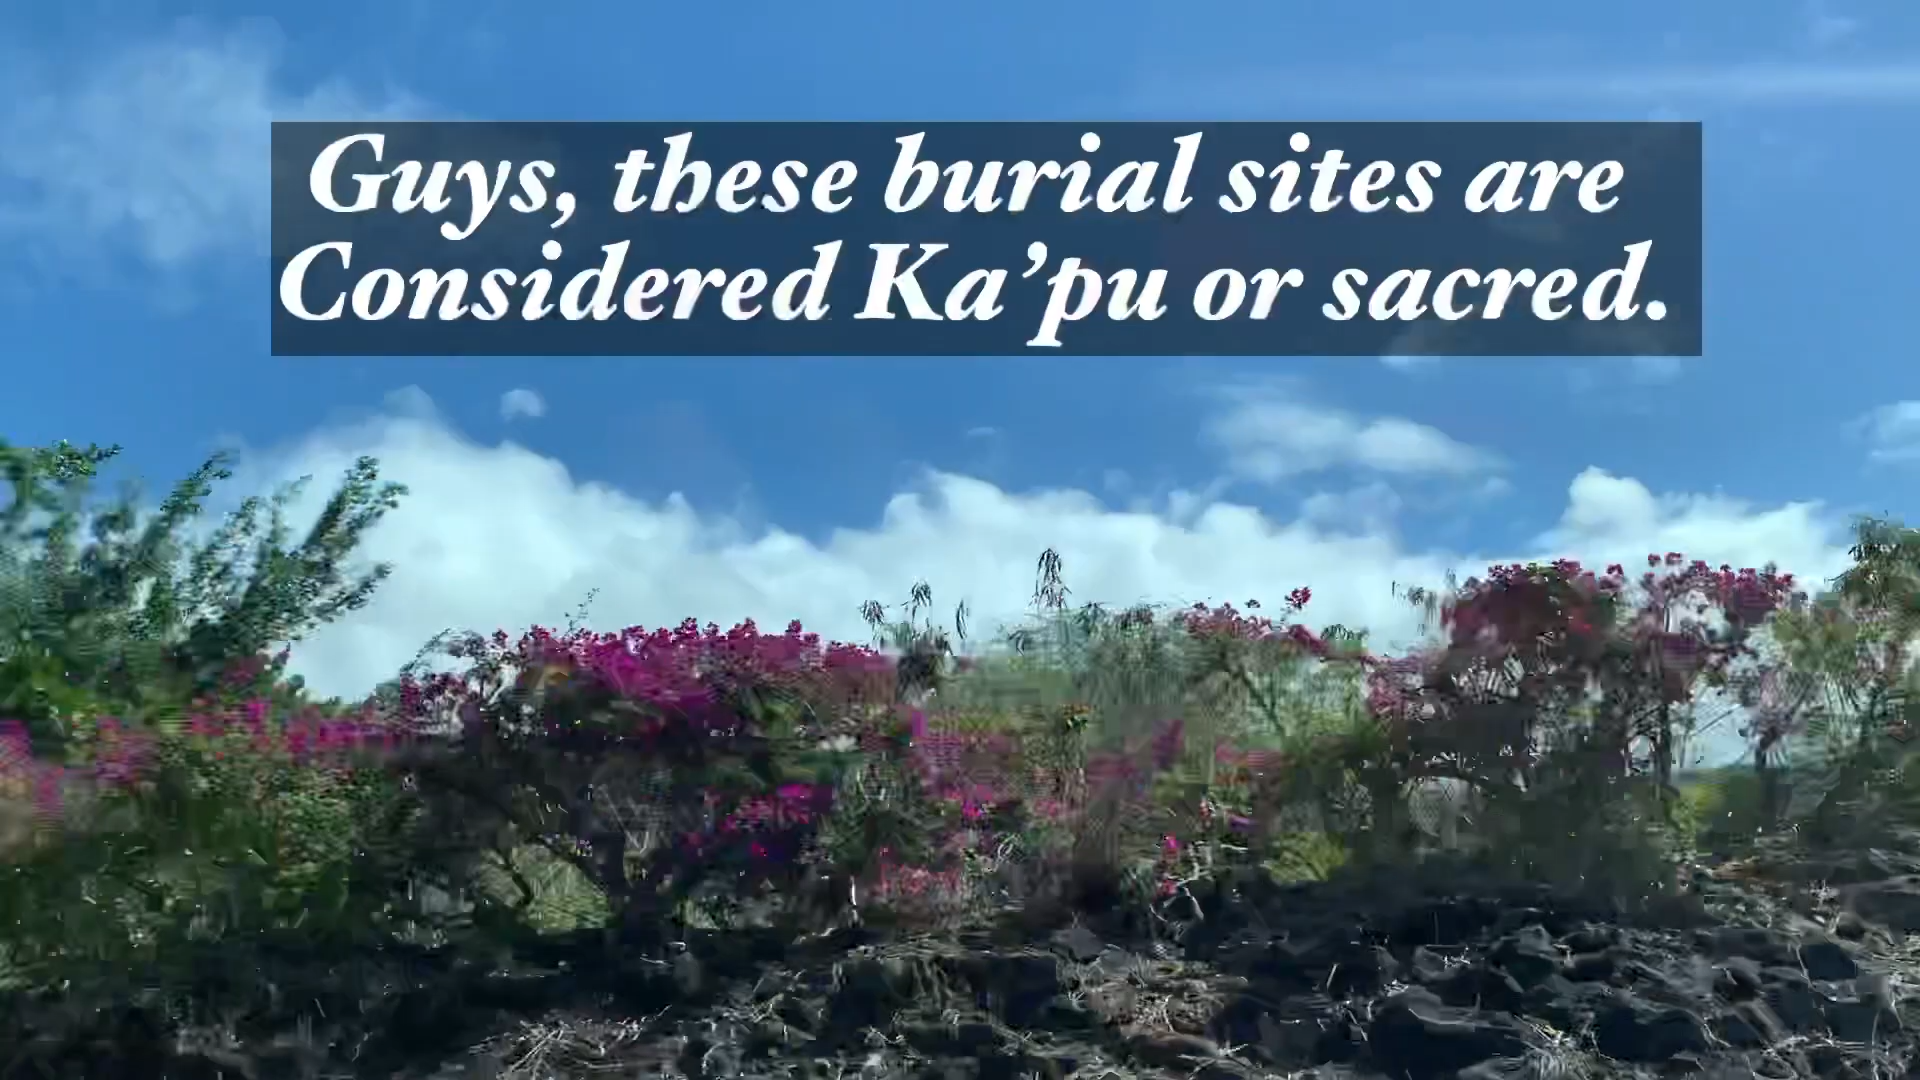 Guys, these burial sites are
Considered Ka’pu or sacred.